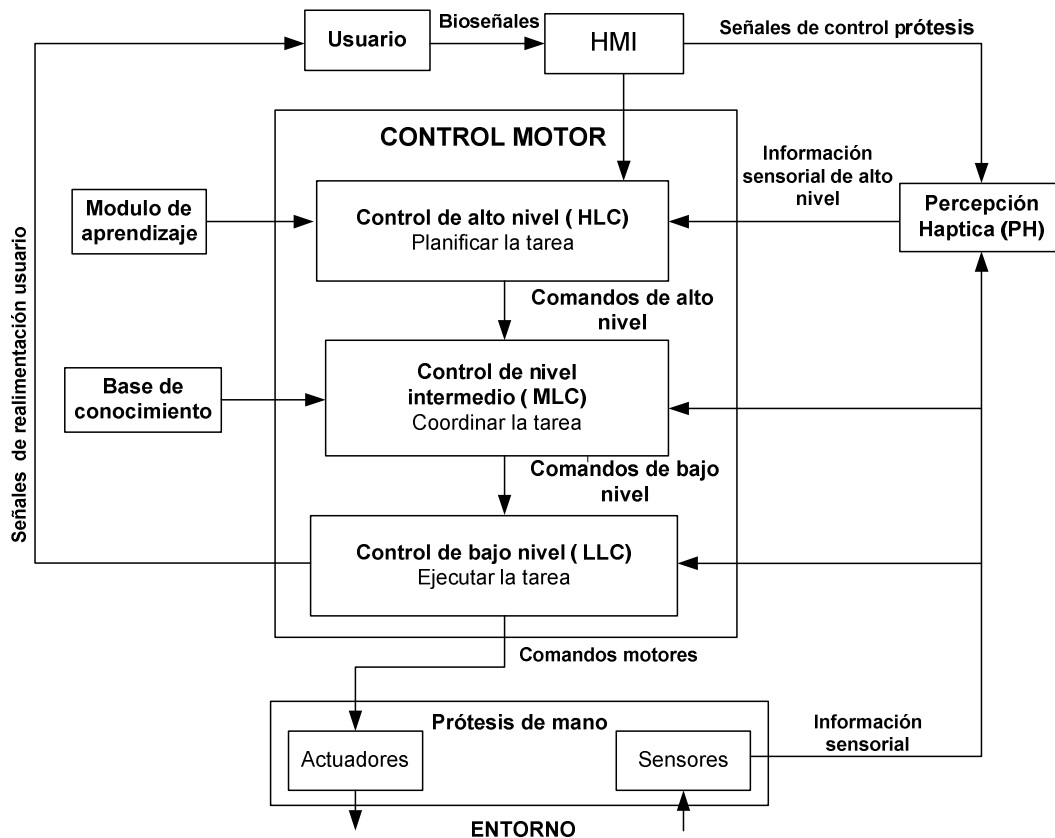 Bioseñales
Usuario
HMI
Señales de control prótesis
CONTROL MOTOR
Información
sensorial de alto
nivel
Modulo de
aprendizaje
Control de alto nivel ( HLC)
Planificar la tarea
Percepción
Haptica (PH)
Comandos de alto
nivel
Señales de realimentación usuario
Base de
conocimiento
Control de nivel
intermedio ( MLC)
Coordinar la tarea
Comandos de bajo
nivel
Control de bajo nivel ( LLC)
Ejecutar la tarea
Comandos motores
Prótesis de mano
Información
sensorial
Actuadores
Sensores
ENTORNO